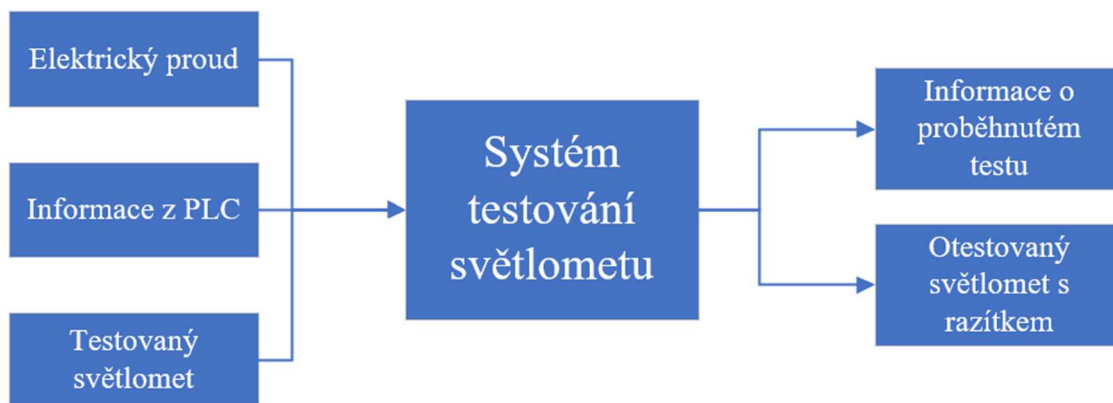 Elektrický proud
Informace z PLC
Testovaný
světlomet
Systém
testování
světlometu
Informace o
proběhnutém
testu
Otestovaný
světlomet s
razítkem